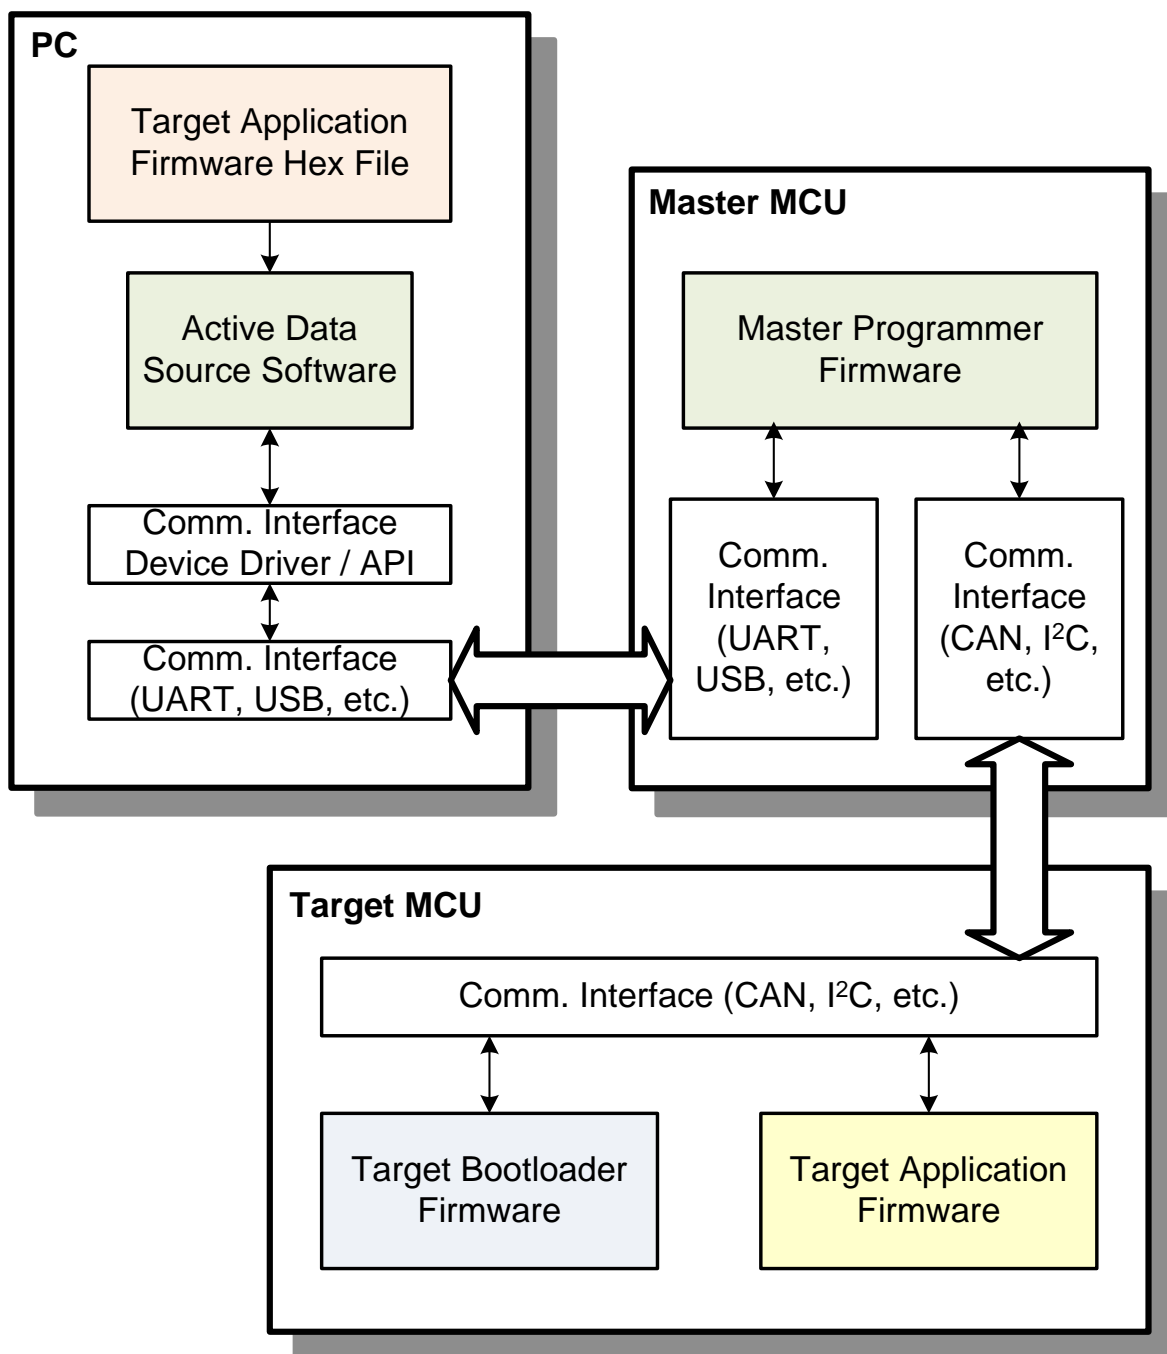 PC
Target Application
Firmware Hex File
Active Data
Source Software
Comm. Interface
Device Driver / API
Comm. Interface
(UART, USB, etc.)
Master MCU
Master Programmer
Firmware
Comm.
Interface
(UART,
USB, etc.)
Comm.
Interface
(CAN, I²C,
etc.)
Target MCU
Comm. Interface (CAN, I²C, etc.)
Target Bootloader
Firmware
Target Application
Firmware